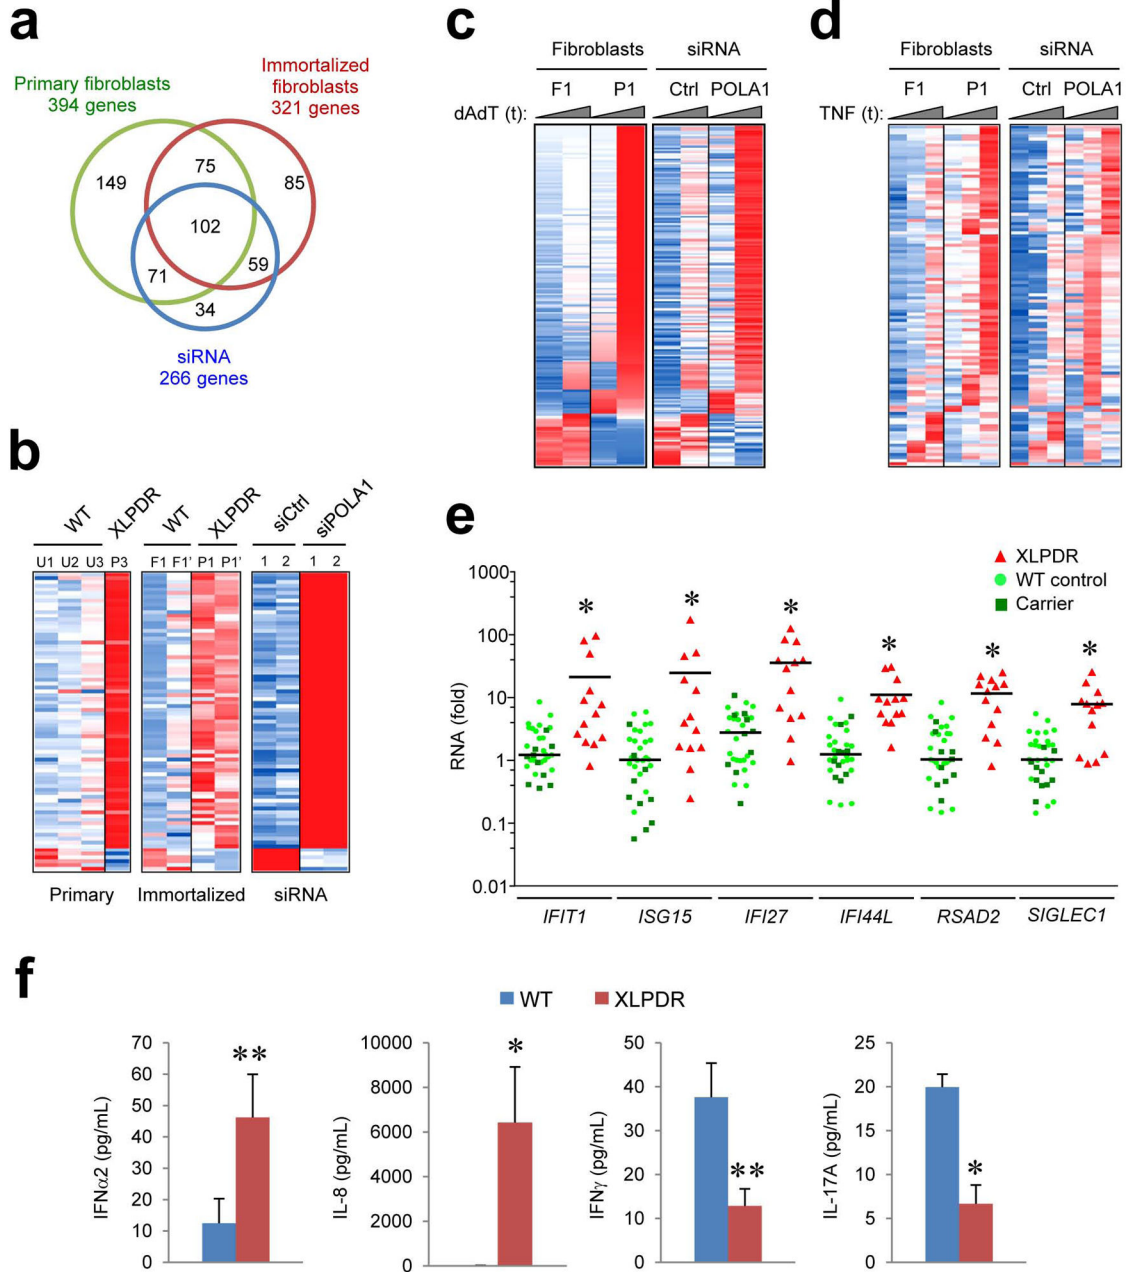 a
Primary fibroblasts
394 genes
Immortalized
fibroblasts
321 genes
149
75
85
102
71
59
34
siRNA
266 genes
b
WT
XLPDR
WT
XLPDR
siCtrl
siPOLA1
U1 U2 U3 P3 F1 F1’ P1 P1’ 1 2 1 2
Primary
Immortalized
siRNA
c
Fibroblasts
siRNA
F1
P1
Ctrl
POLA1
dAdT (t):
d
Fibroblasts
siRNA
F1
P1
Ctrl
POLA1
TNF (t):
e
XLPDR
WT control
Carrier
RNA (fold)
1000
100
10
1
0.1
0.01
* * * * * *
IFIT1
ISG15
IFI27
IFI44L
RSAD2
SIGLEC1
f
WT
XLPDR
IFNα2 (pg/mL)
70
60
50
40
30
20
10
0
**
IL-8 (pg/mL)
10000
8000
6000
4000
2000
0
*
IFNγ (pg/mL)
50
40
30
20
10
0
**
IL-17A (pg/mL)
25
20
15
10
5
0
*